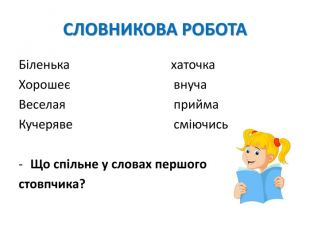 СЛОВНИКОВА РОБОТА
Біленька хаточка
Хорошеє внуча
Веселая прийма
Кучеряве сміючись
- Що спільне у словах першого
стовпчика?